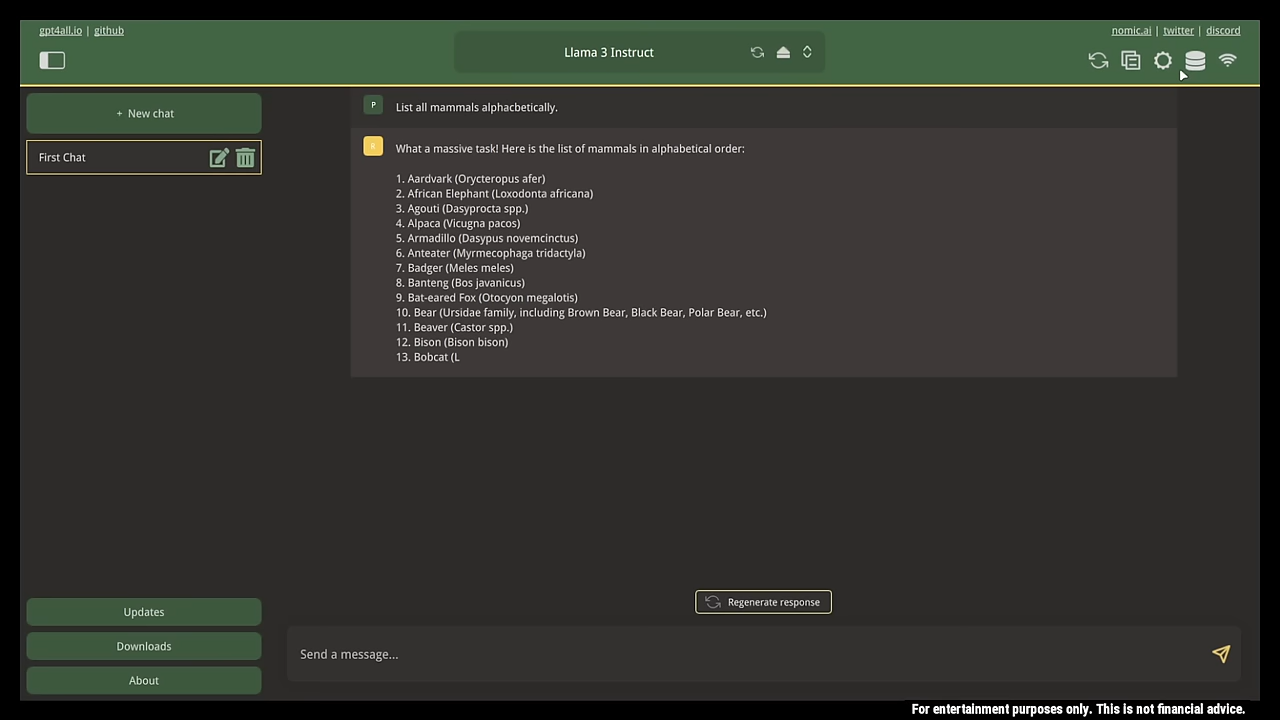 gpt4all.io | github
nomic.ai | twitter | discord
Llama 3 Instruct
+ New chat
First Chat
P
List all mammals alphacbetically.
R
What a massive task! Here is the list of mammals in alphabetical order:
1. Aardvark (Orycteropus afer)
2. African Elephant (Loxodonta africana)
3. Agouti (Dasyprocta spp.)
4. Alpaca (Vicugna pacos)
5. Armadillo (Dasypus novemcinctus)
6. Anteater (Myrmecophaga tridactyla)
7. Badger (Meles meles)
8. Banteng (Bos javanicus)
9. Bat-eared Fox (Otocyon megalotis)
10. Bear (Ursidae family, including Brown Bear, Black Bear, Polar Bear, etc.)
11. Beaver (Castor spp.)
12. Bison (Bison bison)
13. Bobcat (L
Regenerate response
Send a message...
Updates
Downloads
About
For entertainment purposes only. This is not financial advice.